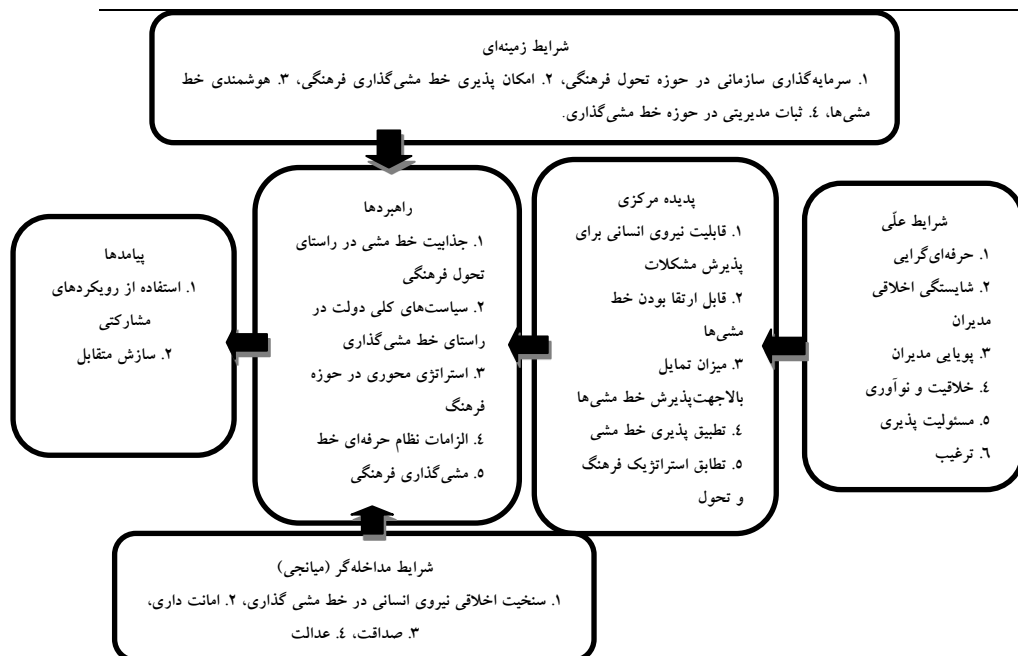 شرایط زمینه‌ای
۱. سرمایه‌گذاری سازمانی در حوزه تحول فرهنگی، ۲. امکان پذیری خط مشی‌گذاری فرهنگی، ۳. هوشمندی خط
مشی‌ها، ٤. ثبات مدیریتی در حوزه خط مشی‌گذاری.
شرایط علّی
۱. حرفه‌ای‌گرایی
۲. شایستگی اخلاقی
مدیران
۳. پویایی مدیران
٤. خلاقیت و نوآوری
٥. مسئولیت پذیری
٦. ترغیب
پدیده مرکزی
۱. قابلیت نیروی انسانی برای
پذیرش مشکلات
۲. قابل ارتقا بودن خط
مشی‌ها
۳. میزان تمایل
بالاجهت‌پذیرش خط مشی‌ها
٤. تطبیق پذیری خط مشی
٥. تطابق استراتژیک فرهنگ
و تحول
راهبردها
۱. جذابیت خط مشی در راستای
تحول فرهنگی
۲. سیاست‌های کلی دولت در
راستای خط مشی‌گذاری
۳. استراتژی محوری در حوزه
فرهنگ
٤. الزامات نظام حرفه‌ای خط
٥. مشی‌گذاری فرهنگی
پیامدها
۱. استفاده از رویکردهای
مشارکتی
۲. سازش متقابل
شرایط مداخله‌گر (میانجی)
۱. سنخیت اخلاقی نیروی انسانی در خط مشی گذاری، ۲. امانت داری،
۳. صداقت، ٤. عدالت